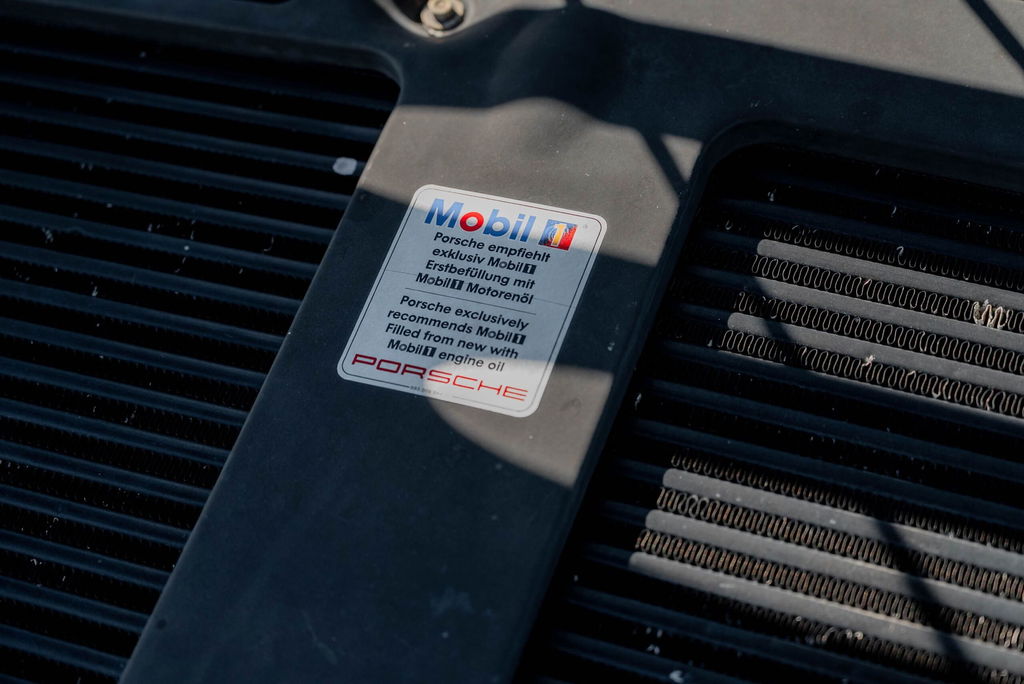 Mobil 1
Porsche empfiehlt
exklusiv Mobil 1
Erstbefüllung mit
Mobil 1 Motorenöl
Porsche exclusively
recommends Mobil 1
Filled from new with
Mobil 1 engine oil
PORSCHE